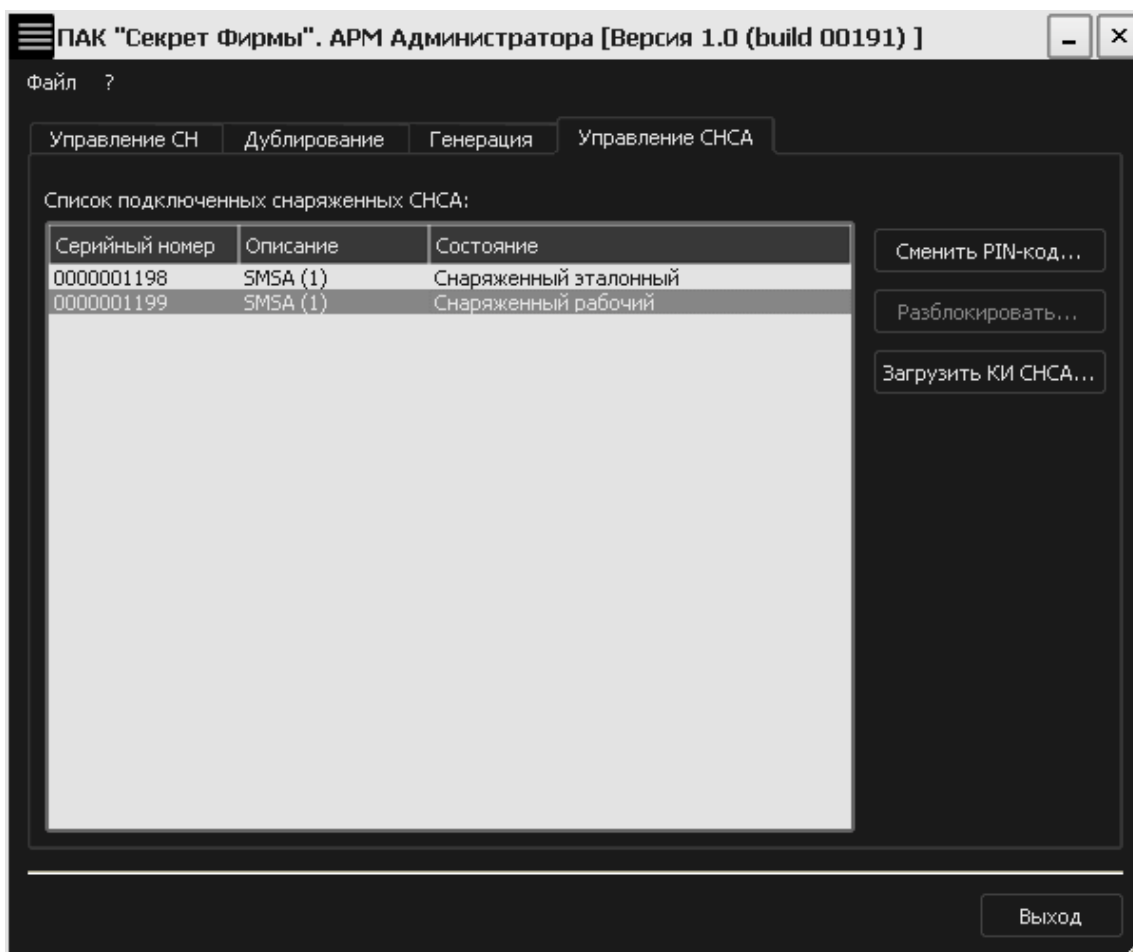 ПАК "Секрет Фирмы". АРМ Администратора [Версия 1.0 (build 00191) ]
Файл ?
Управление СН Дублирование Генерация Управление СНСА
Список подключенных снаряженных СНСА:
Серийный номер Описание Состояние
0000001198 SMSA (1) Снаряженный эталонный
0000001199 SMSA (1) Снаряженный рабочий
Сменить PIN-код...
Разблокировать...
Загрузить КИ СНСА...
Выход